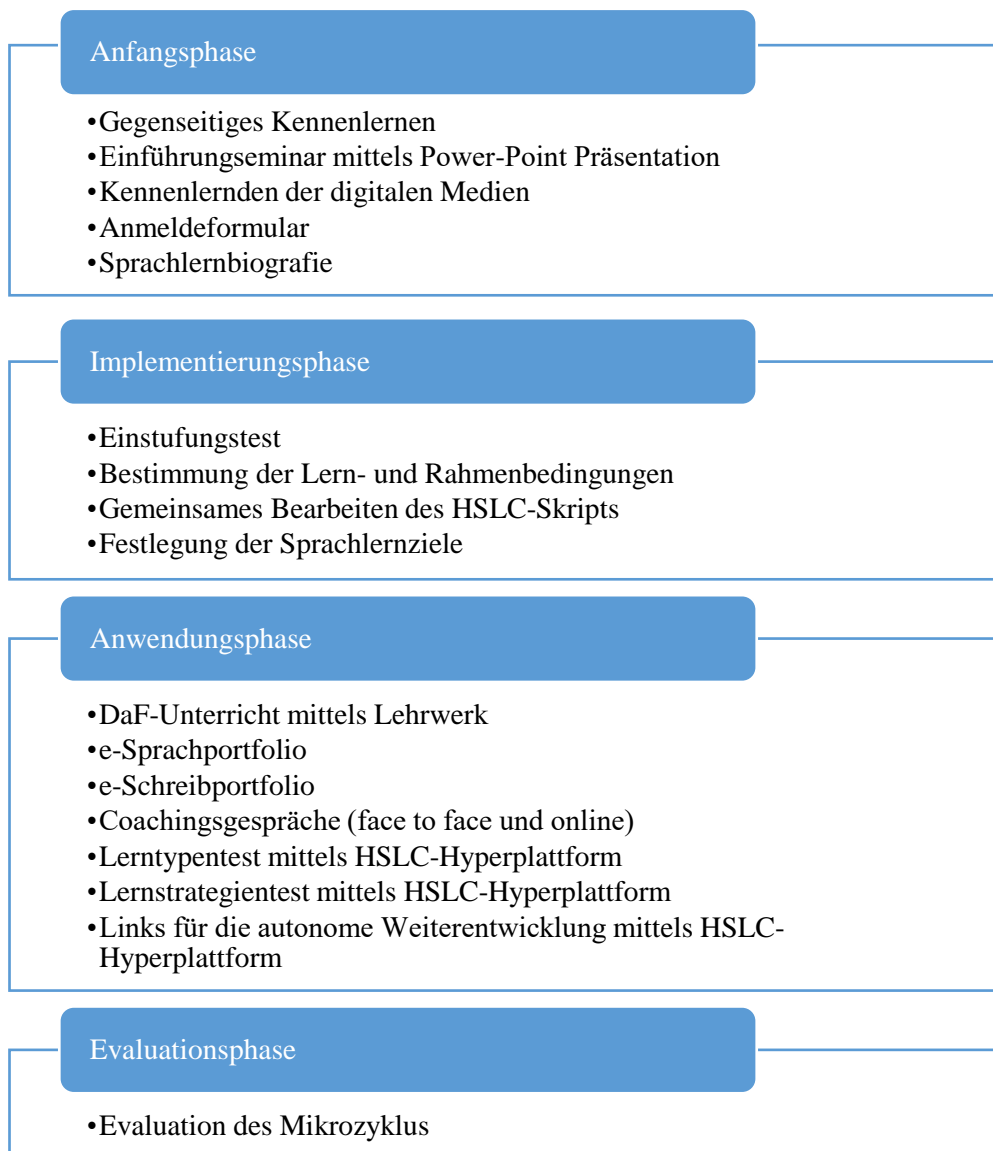 Anfangsphase
•Gegenseitiges Kennenlernen
•Einführungseminar mittels Power-Point Präsentation
•Kennenlernden der digitalen Medien
•Anmeldeformular
•Sprachlernbiografie
Implementierungsphase
•Einstufungstest
•Bestimmung der Lern- und Rahmenbedingungen
•Gemeinsames Bearbeiten des HSLC-Skripts
•Festlegung der Sprachlernziele
Anwendungsphase
•DaF-Unterricht mittels Lehrwerk
•e-Sprachportfolio
•e-Schreibportfolio
•Coachingsgespräche (face to face und online)
•Lerntypentest mittels HSLC-Hyperplattform
•Lernstrategientest mittels HSLC-Hyperplattform
•Links für die autonome Weiterentwicklung mittels HSLC-
Hyperplattform
Evaluationsphase
•Evaluation des Mikrozyklus